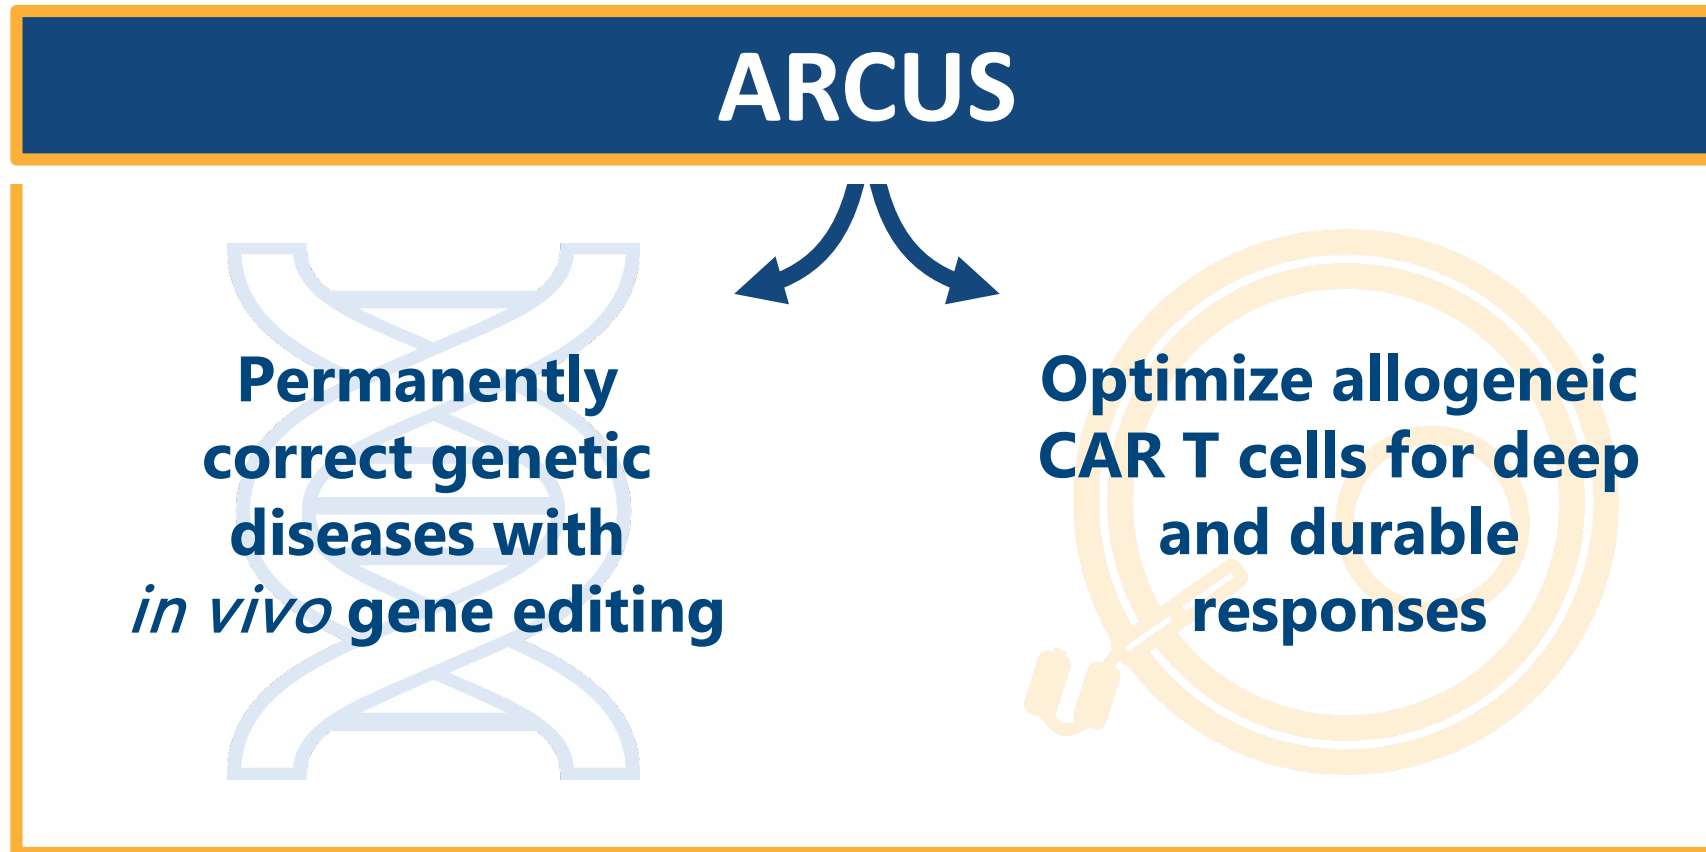 ARCUS
Permanently
correct genetic
diseases with
in vivo gene editing
Optimize allogeneic
CAR T cells for deep
and durable
responses